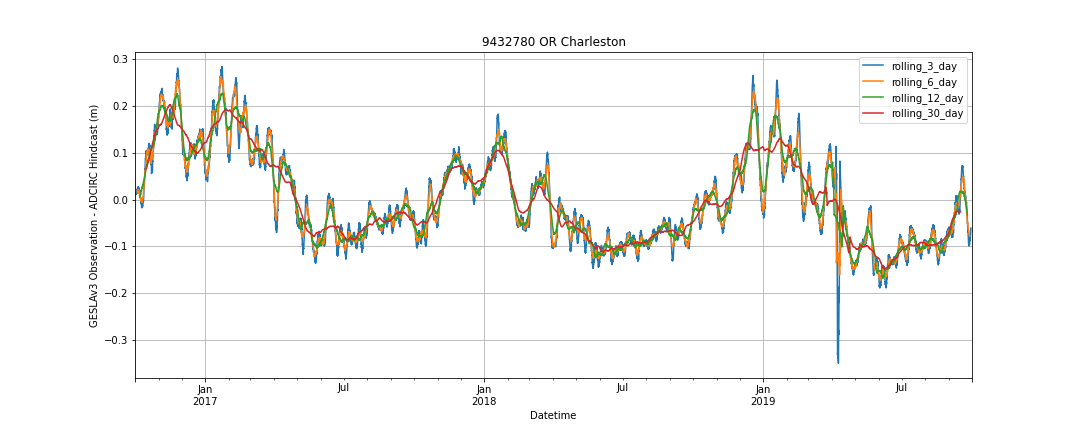 9432780 OR Charleston
GESLAv3 Observation - ADCIRC Hindcast (m)
0.3
0.2
0.1
0.0
−0.1
−0.2
−0.3
rolling_3_day
rolling_6_day
rolling_12_day
rolling_30_day
Jan Jul Jan Jul Jan Jul
2017 2018 2019
Datetime